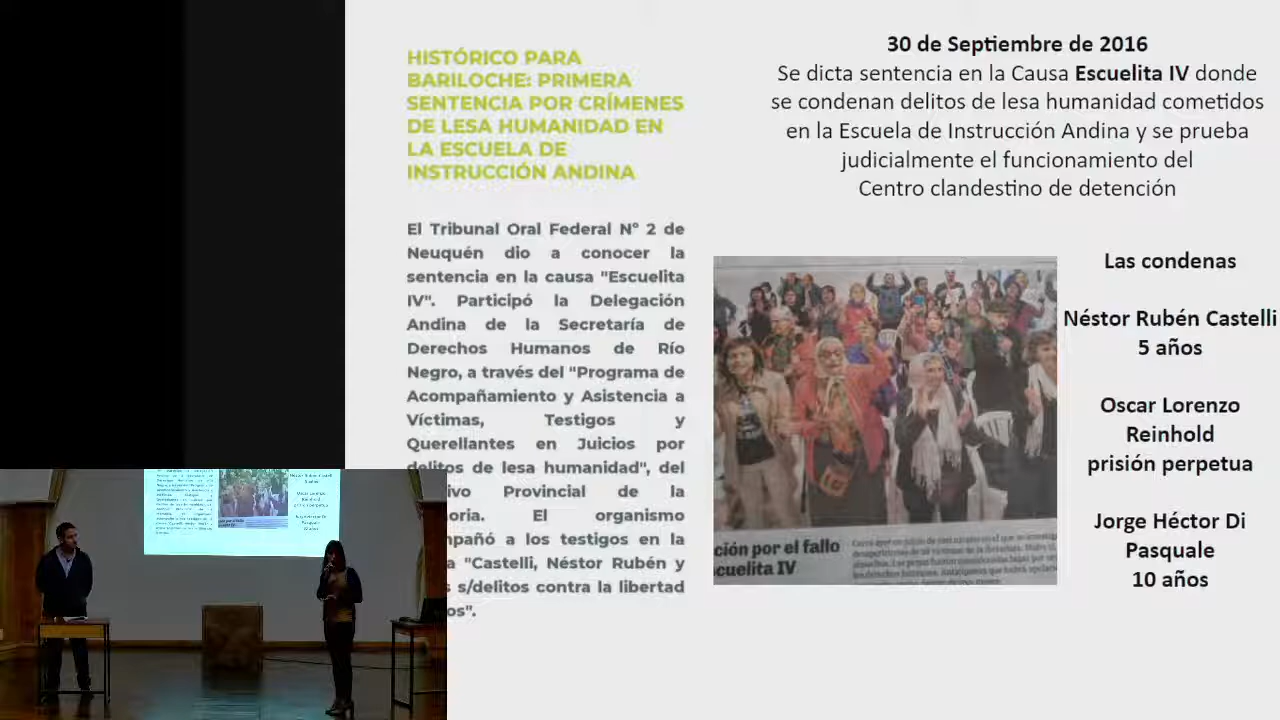 HISTÓRICO PARA
BARILOCHE: PRIMERA
SENTENCIA POR CRÍMENES
DE LESA HUMANIDAD EN
LA ESCUELA DE
INSTRUCCIÓN ANDINA
El Tribunal Oral Federal Nº 2 de
Neuquén dio a conocer la
sentencia en la causa "Escuelita
IV". Participó la Delegación
Andina de la Secretaría de
Derechos Humanos de Río
Negro, a través del "Programa de
Acompañamiento y Asistencia a
Víctimas, Testigos y
Querellantes en Juicios por
delitos de lesa humanidad", del
ivo Provincial de la
oria. El organismo
mpañó a los testigos en la
a "Castelli, Néstor Rubén y
s s/delitos contra la libertad
os".
30 de Septiembre de 2016
Se dicta sentencia en la Causa Escuelita IV donde
se condenan delitos de lesa humanidad cometidos
en la Escuela de Instrucción Andina y se prueba
judicialmente el funcionamiento del
Centro clandestino de detención
ción por el fallo
scuelita IV
Las condenas
Néstor Rubén Castelli
5 años
Oscar Lorenzo
Reinhold
prisión perpetua
Jorge Héctor Di
Pasquale
10 años